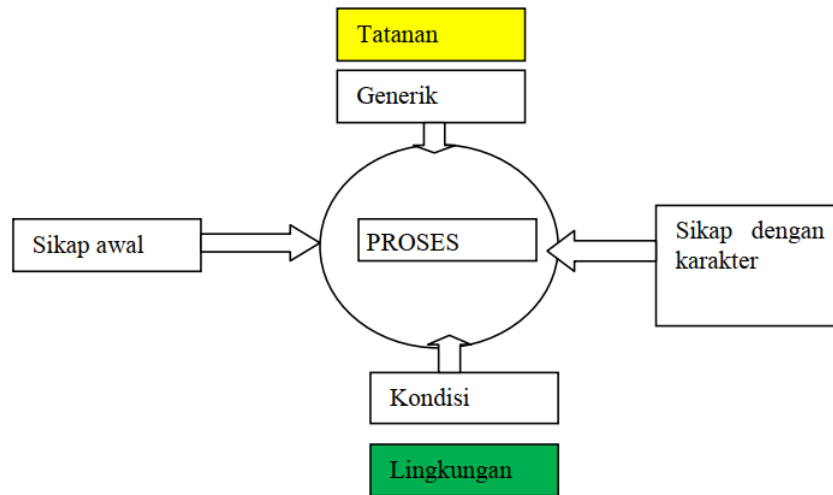 Tatanan
Generik
Sikap awal
PROSES
Sikap dengan
karakter
Kondisi
Lingkungan